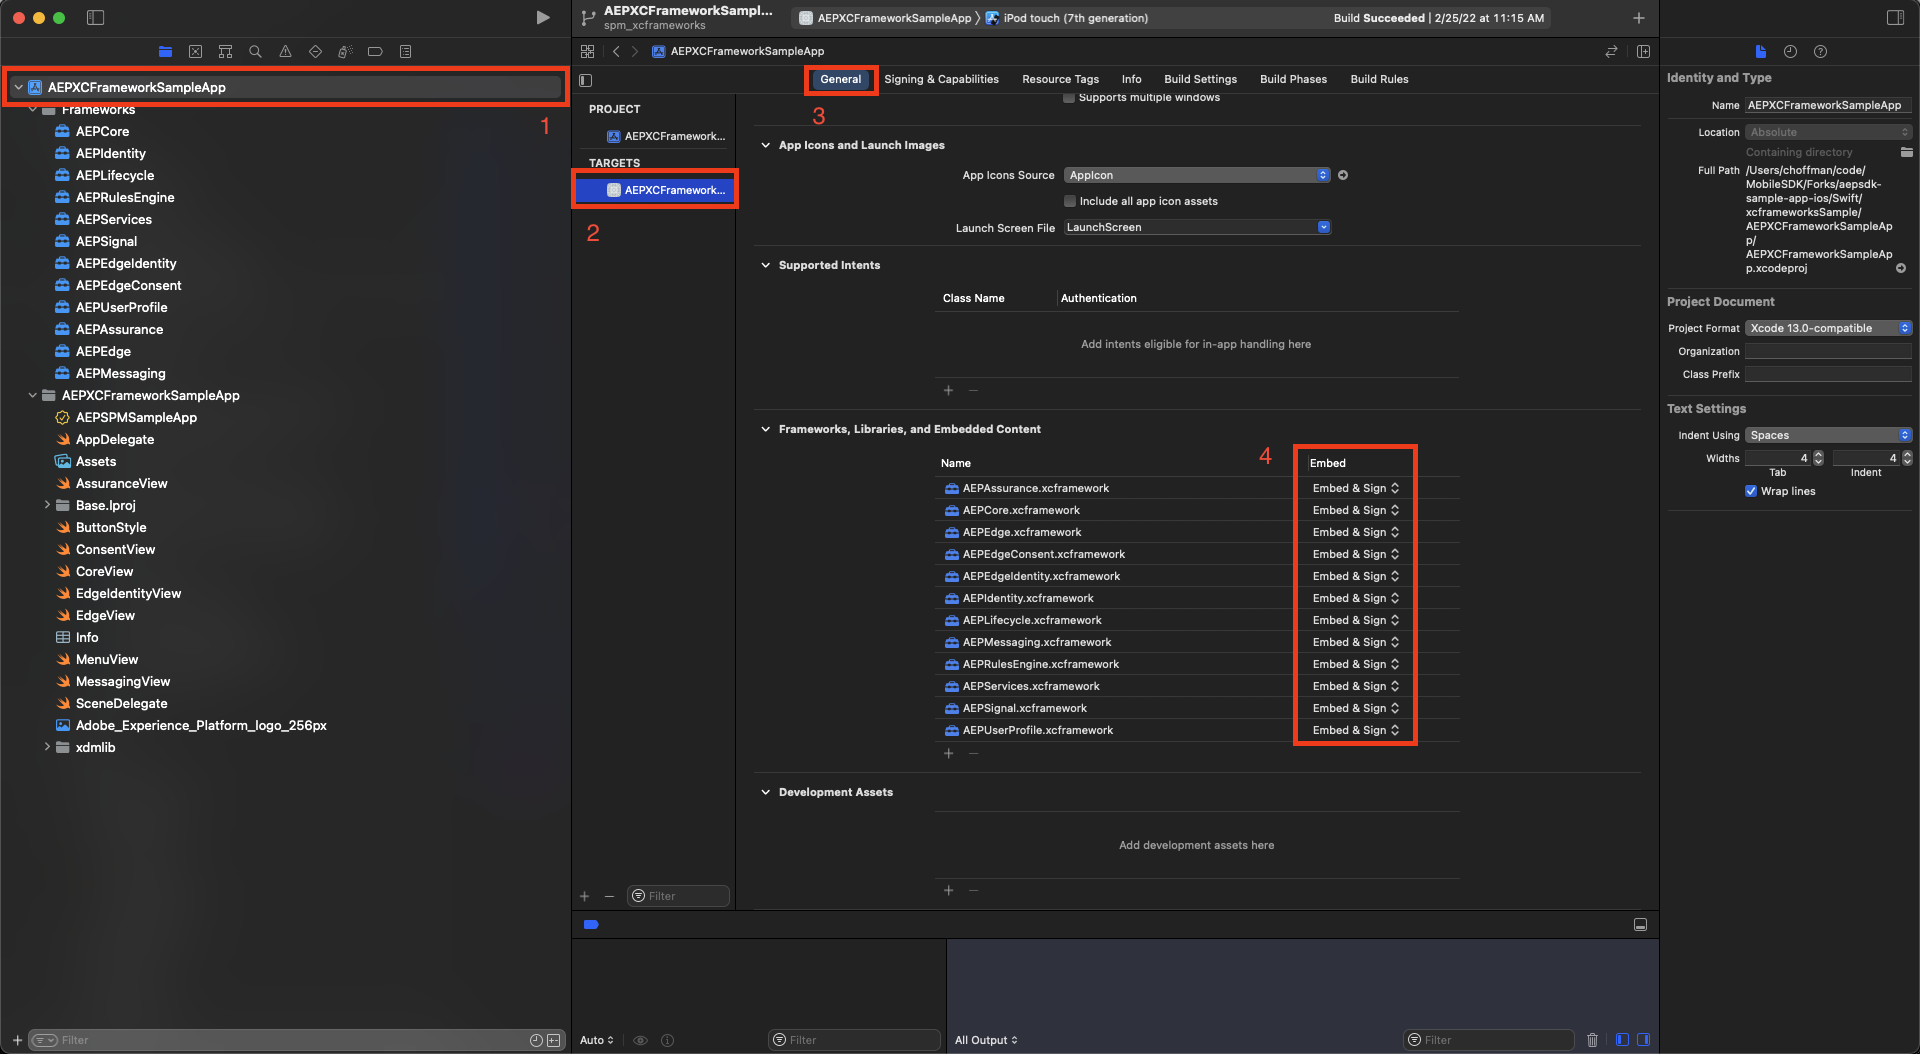 AEPXCFrameworkSampl...
spm_xcframeworks
AEPXCFrameworkSampleApp
iPod touch (7th generation)
Build Succeeded | 2/25/22 at 11:15 AM
AEPXCFrameworkSampleApp
Frameworks
1
AEPCore
AEPIdentity
AEPLifecycle
AEPRulesEngine
AEPServices
AEPSignal
AEPEdgeIdentity
AEPEdgeConsent
AEPUserProfile
AEPAssurance
AEPEdge
AEPMessaging
AEPXCFrameworkSampleApp
AEPSPMSampleApp
AppDelegate
Assets
AssuranceView
Base.lproj
ButtonStyle
ConsentView
CoreView
EdgeIdentityView
EdgeView
Info
MenuView
MessagingView
SceneDelegate
Adobe_Experience_Platform_logo_256px
xdmlib
Filter
AEPXCFrameworkSampleApp
General
Signing & Capabilities
Resource Tags
Info
Build Settings
Build Phases
Build Rules
3
PROJECT
AEPXCFramework...
TARGETS
AEPXCFramework...
2
Filter
Supports multiple windows
App Icons and Launch Images
App Icons Source
AppIcon
Include all app icon assets
Launch Screen File
LaunchScreen
Supported Intents
Class Name
Authentication
Add intents eligible for in-app handling here
Frameworks, Libraries, and Embedded Content
4
Name
Embed
AEPAssurance.xcframework Embed & Sign
AEPCore.xcframework Embed & Sign
AEPEdge.xcframework Embed & Sign
AEPEdgeConsent.xcframework Embed & Sign
AEPEdgeIdentity.xcframework Embed & Sign
AEPIdentity.xcframework Embed & Sign
AEPLifecycle.xcframework Embed & Sign
AEPMessaging.xcframework Embed & Sign
AEPRulesEngine.xcframework Embed & Sign
AEPServices.xcframework Embed & Sign
AEPSignal.xcframework Embed & Sign
AEPUserProfile.xcframework Embed & Sign
Development Assets
Add development assets here
Auto
Filter
All Output
Filter
Identity and Type
Name AEPXCFrameworkSampleApp
Location Absolute
Containing directory
Full Path /Users/choffman/code/
MobileSDK/Forks/aepsdk-
sample-app-ios/Swift/
xcframeworksSample/
AEPXCFrameworkSampleAp
p/
AEPXCFrameworkSampleAp
p.xcodeproj
Project Document
Project Format Xcode 13.0-compatible
Organization
Class Prefix
Text Settings
Indent Using Spaces
Widths 4 4
Tab Indent
Wrap lines